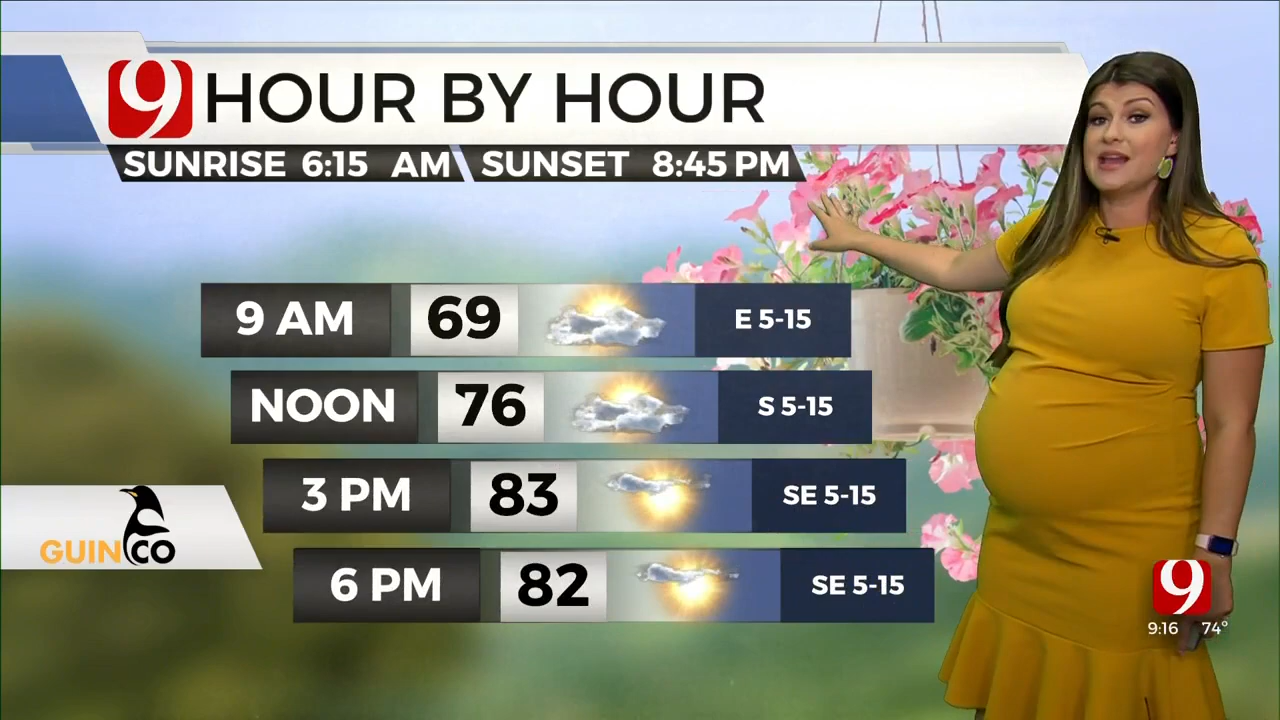 9 HOUR BY HOUR
SUNRISE 6:15 AM SUNSET 8:45 PM
9 AM 69 E 5-15
NOON 76 S 5-15
3 PM 83 SE 5-15
6 PM 82 SE 5-15
GUINCO
9
9:16 74°